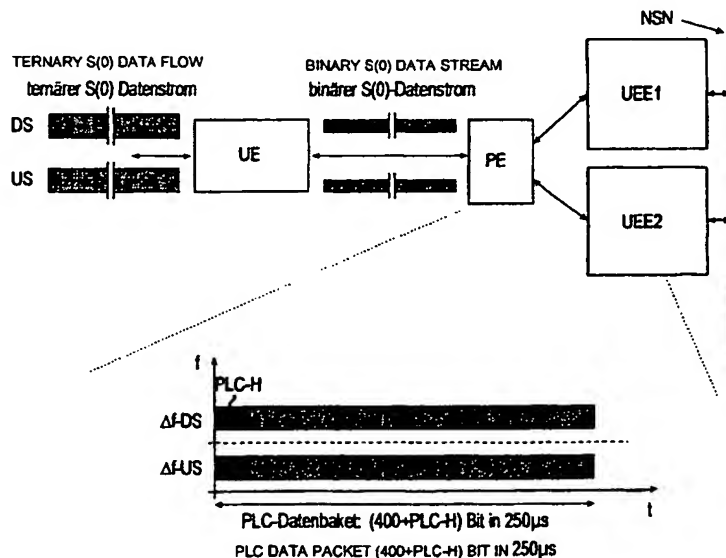 NSN
TERNARY S(0) DATA FLOW
ternärer S(0) Datenstrom
BINARY S(0) DATA STREAM
binärer S(0)-Datenstrom
DS
US
UE
PE
UEE1
UEE2
f
PLC-H
Δf-DS
Δf-US
t
PLC-Datenbaket: (400+PLC-H) Bit in 250µs
PLC DATA PACKET (400+PLC-H) BIT IN 250µs